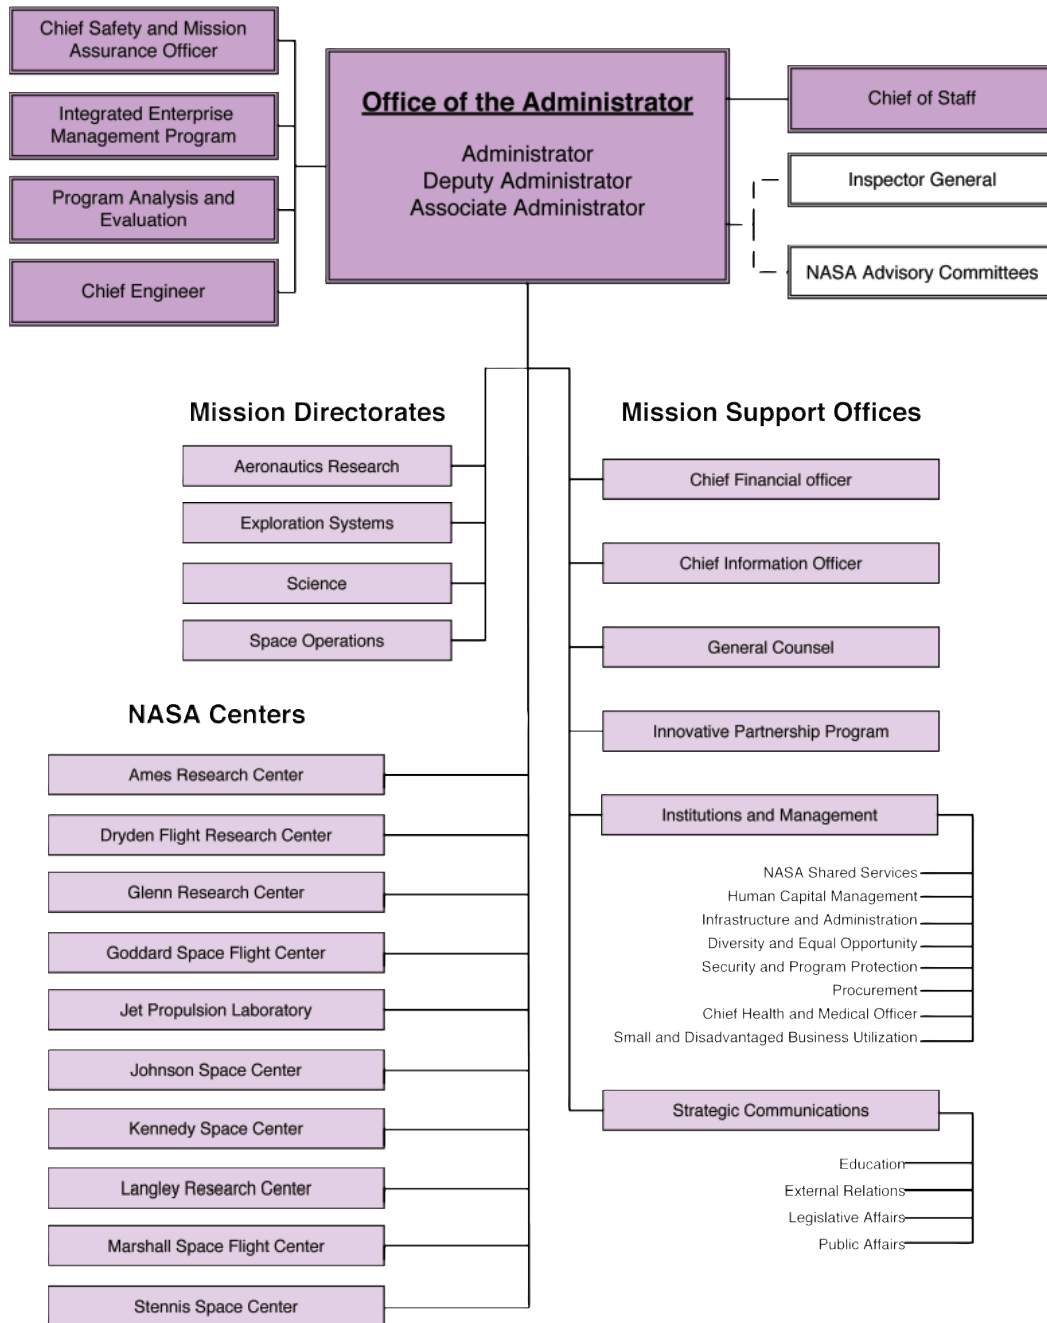 Chief Safety and Mission
Assurance Officer
Integrated Enterprise
Management Program
Program Analysis and
Evaluation
Chief Engineer
Office of the Administrator
Administrator
Deputy Administrator
Associate Administrator
Chief of Staff
Inspector General
NASA Advisory Committees
Mission Directorates
Aeronautics Research
Exploration Systems
Science
Space Operations
NASA Centers
Ames Research Center
Dryden Flight Research Center
Glenn Research Center
Goddard Space Flight Center
Jet Propulsion Laboratory
Johnson Space Center
Kennedy Space Center
Langley Research Center
Marshall Space Flight Center
Stennis Space Center
Mission Support Offices
Chief Financial officer
Chief Information Officer
General Counsel
Innovative Partnership Program
Institutions and Management
NASA Shared Services
Human Capital Management
Infrastructure and Administration
Diversity and Equal Opportunity
Security and Program Protection
Procurement
Chief Health and Medical Officer
Small and Disadvantaged Business Utilization
Strategic Communications
Education
External Relations
Legislative Affairs
Public Affairs